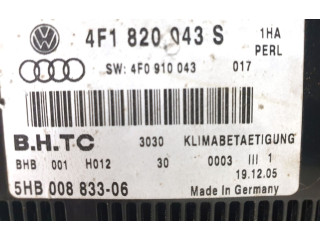 4F1 820 043 S 1HA
PERL
SW: 4F0 910 043 017
B.H.T.C 3030 KLIMABETAETIGUNG
BHB 001 H012 30 0003 III 1
19.12.05
5HB 008 833-06 Made in Germany